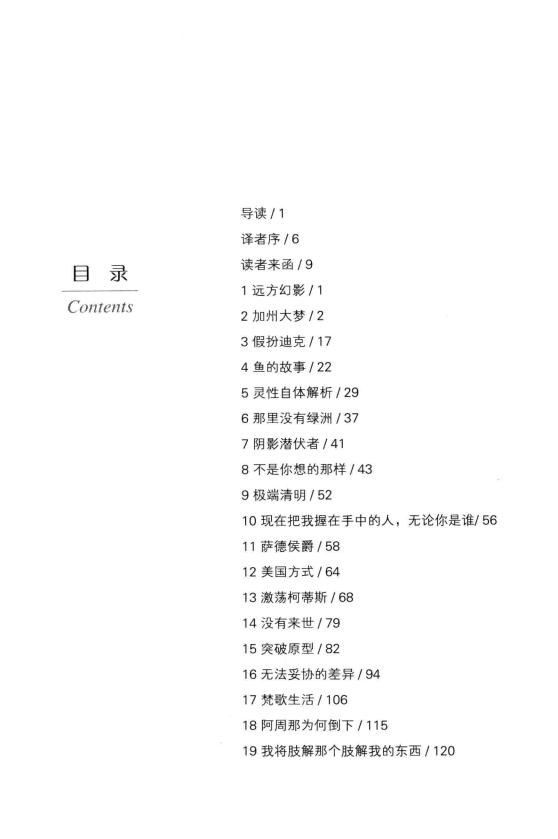 目 录
Contents
导读 / 1
译者序 / 6
读者来函 / 9
1 远方幻影 / 1
2 加州大梦 / 2
3 假扮迪克 / 17
4 鱼的故事 / 22
5 灵性自体解析 / 29
6 那里没有绿洲 / 37
7 阴影潜伏者 / 41
8 不是你想的那样 / 43
9 极端清明 / 52
10 现在把我握在手中的人，无论你是谁/ 56
11 萨德侯爵 / 58
12 美国方式 / 64
13 激荡柯蒂斯 / 68
14 没有来世 / 79
15 突破原型 / 82
16 无法妥协的差异 / 94
17 梵歌生活 / 106
18 阿周那为何倒下 / 115
19 我将肢解那个肢解我的东西 / 120